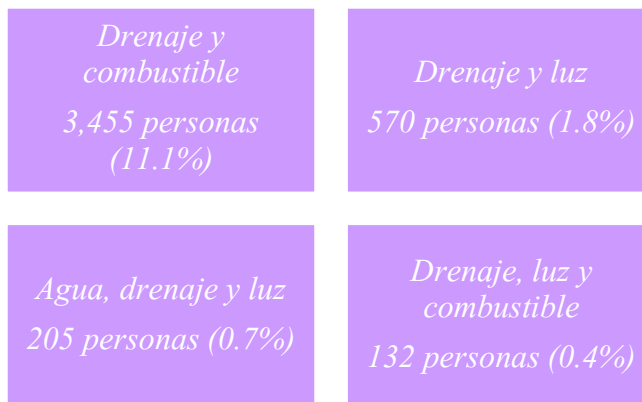 Drenaje y
combustible
3,455 personas
(11.1%)
Drenaje y luz
570 personas (1.8%)
Agua, drenaje y luz
205 personas (0.7%)
Drenaje, luz y
combustible
132 personas (0.4%)